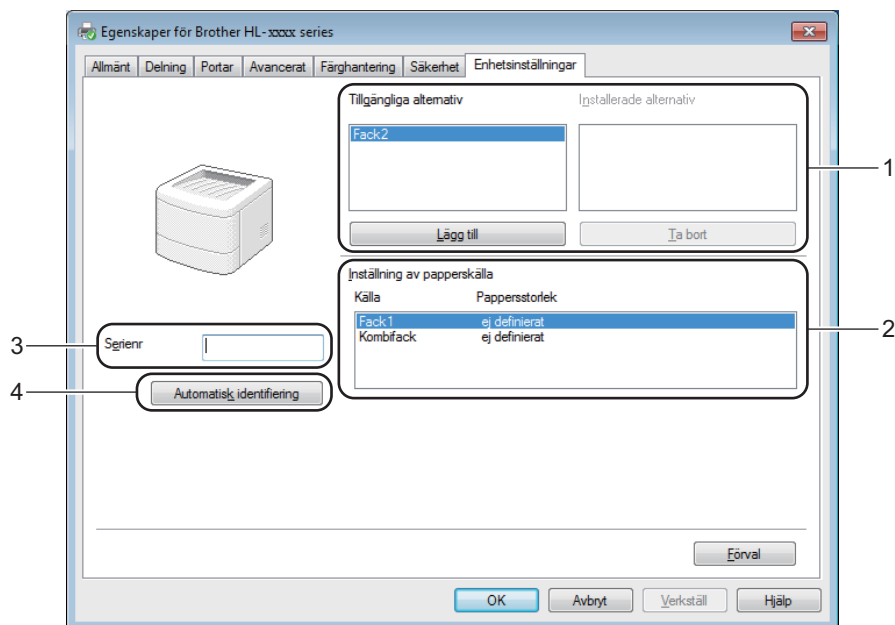 Egenskaper för Brother HL-xxxx series
Allmänt Delning Portar Avancerat Färghantering Säkerhet Enhetsinställningar
Tillgängliga alternativ Installerade alternativ
Fack2
1
Lägg till Ta bort
Inställning av papperskälla
Källa Pappersstorlek
Fack1 ej definierat
Kombifack ej definierat
2
3
Serienr
4
Automatisk identifiering
Förval
OK Avbryt Verkställ Hjälp